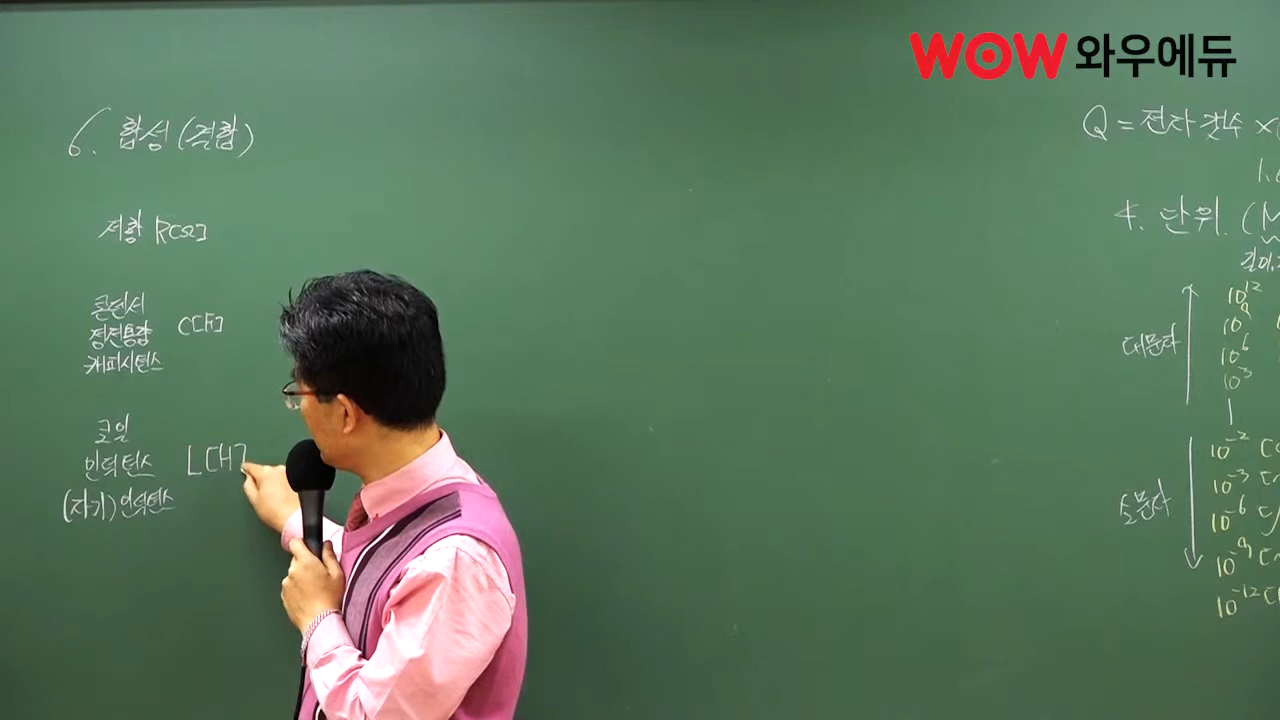 WOW 와우에듀
6. 합성 (결합)
저항 R[Ω]
콘덴서
정전용량 C[F]
캐피시턴스
코일
인덕턴스 L[H]
(자기) 인덕턴스
Q = 전자 갯수 ×
4. 단위. (M
길이,
대문자
10¹²
10⁹
10⁶
10³
1
소문자
10⁻² [
10⁻³ [
10⁻⁶ [
10⁻⁹ [
10⁻¹² [